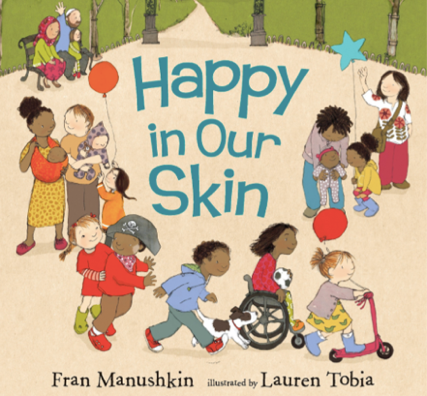 Happy
in Our
Skin
Fran Manushkin illustrated by Lauren Tobia